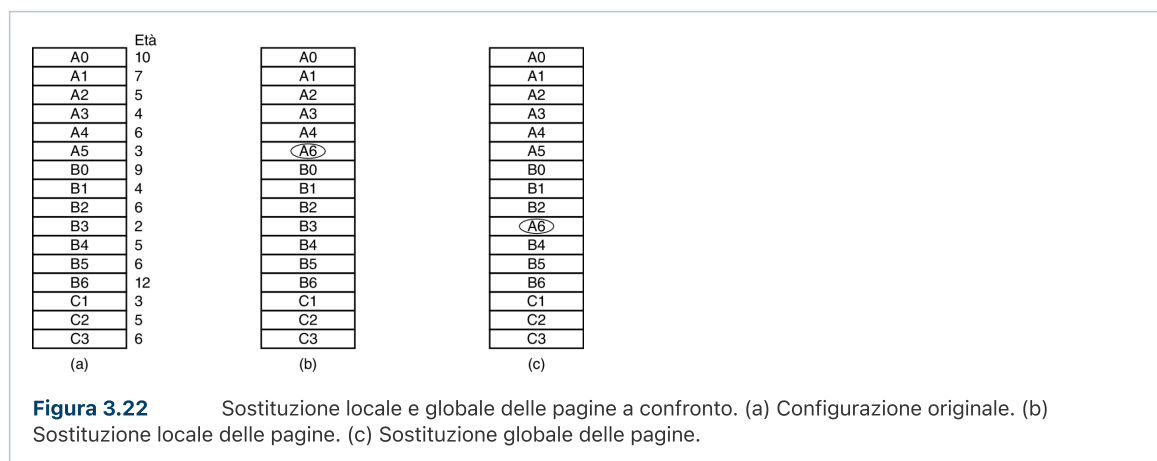 Età
A0 10 A0 A0
A1 7 A1 A1
A2 5 A2 A2
A3 4 A3 A3
A4 6 A4 A4
A5 3 A6 A5
B0 9 B0 B0
B1 4 B1 B1
B2 6 B2 B2
B3 2 B3 A6
B4 5 B4 B4
B5 6 B5 B5
B6 12 B6 B6
C1 3 C1 C1
C2 5 C2 C2
C3 6 C3 C3
(a) (b) (c)
Figura 3.22 Sostituzione locale e globale delle pagine a confronto. (a) Configurazione originale. (b)
Sostituzione locale delle pagine. (c) Sostituzione globale delle pagine.